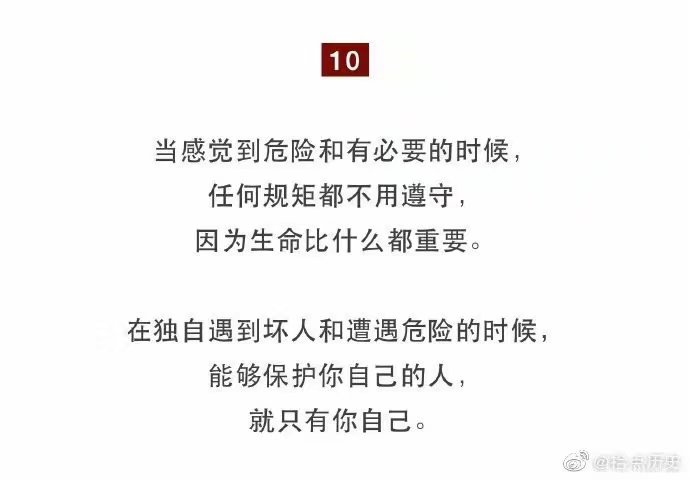 10
当感觉到危险和有必要的时候，
任何规矩都不用遵守，
因为生命比什么都重要。
在独自遇到坏人和遭遇危险的时候，
能够保护你自己的人，
就只有你自己。
@拾点历史